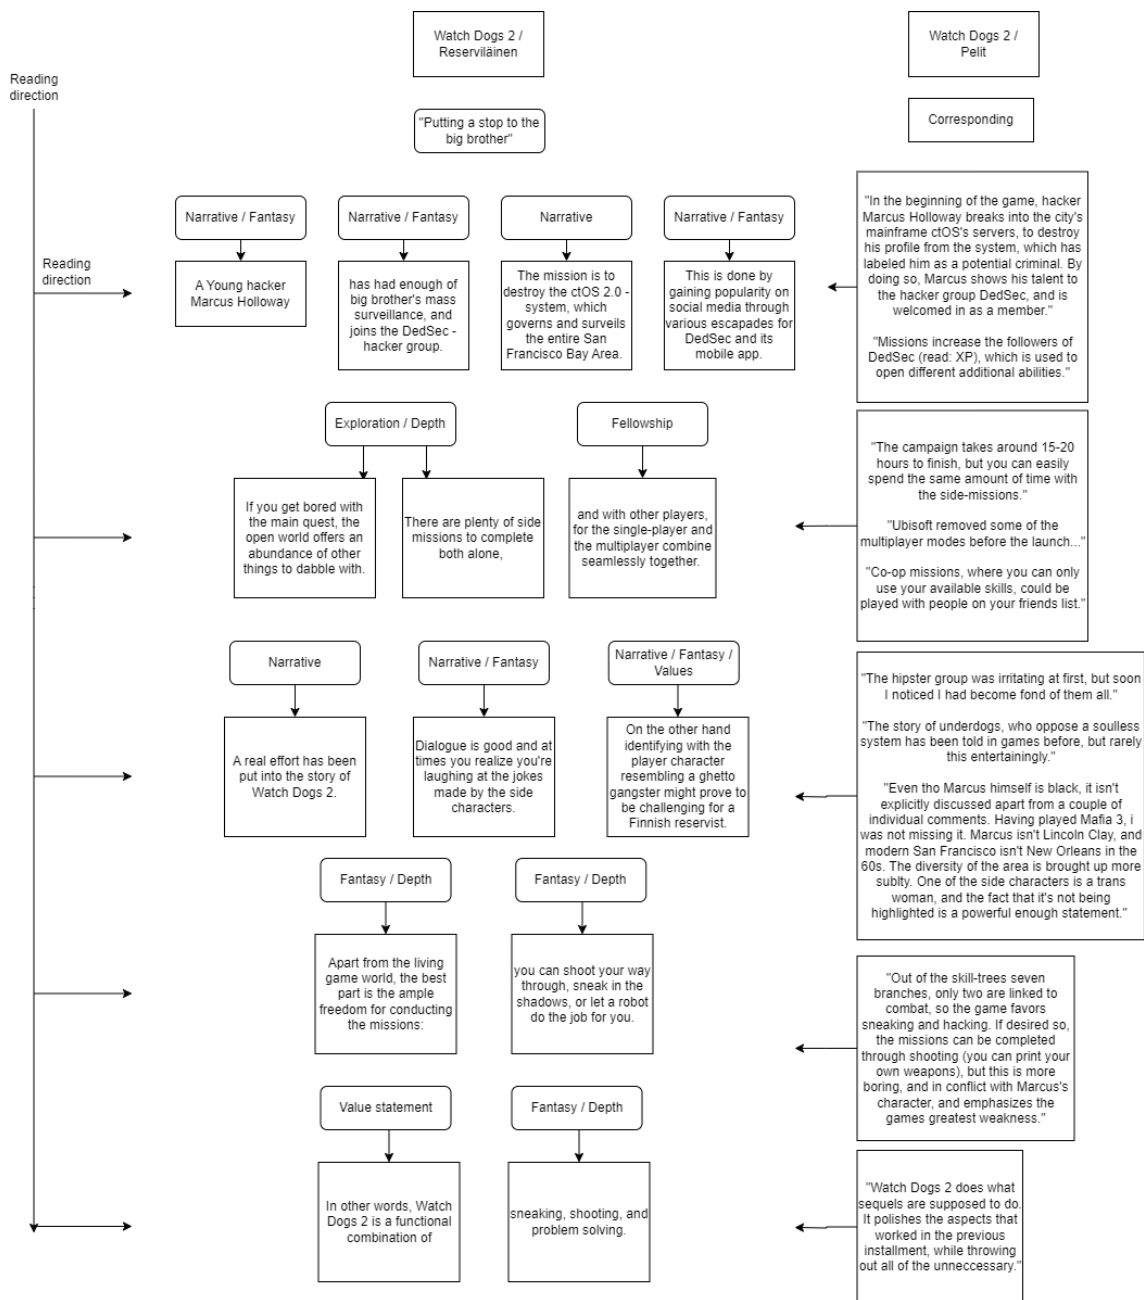 Watch Dogs 2 /
Reserviläinen
Watch Dogs 2 /
Pelit
Reading
direction
"Putting a stop to the
big brother"
Corresponding
Narrative / Fantasy
Narrative / Fantasy
Narrative
Narrative / Fantasy
Reading
direction
A Young hacker
Marcus Holloway
has had enough of
big brother's mass
surveillance, and
joins the DedSec -
hacker group.
The mission is to
destroy the ctOS 2.0 -
system, which
governs and surveils
the entire San
Francisco Bay Area.
This is done by
gaining popularity on
social media through
various escapades for
DedSec and its
mobile app.
"In the beginning of the game, hacker
Marcus Holloway breaks into the city's
mainframe ctOS's servers, to destroy
his profile from the system, which has
labeled him as a potential criminal. By
doing so, Marcus shows his talent to
the hacker group DedSec, and is
welcomed in as a member."
"Missions increase the followers of
DedSec (read: XP), which is used to
open different additional abilities."
Exploration / Depth
Fellowship
If you get bored with
the main quest, the
open world offers an
abundance of other
things to dabble with.
There are plenty of side
missions to complete
both alone,
and with other players,
for the single-player and
the multiplayer combine
seamlessly together.
"The campaign takes around 15-20
hours to finish, but you can easily
spend the same amount of time with
the side-missions."
"Ubisoft removed some of the
multiplayer modes before the launch..."
"Co-op missions, where you can only
use your available skills, could be
played with people on your friends list."
Narrative
Narrative / Fantasy
Narrative / Fantasy /
Values
A real effort has been
put into the story of
Watch Dogs 2.
Dialogue is good and at
times you realize you're
laughing at the jokes
made by the side
characters.
On the other hand
identifying with the
player character
resembling a ghetto
gangster might prove to
be challenging for a
Finnish reservist.
"The hipster group was irritating at first, but soon
I noticed I had become fond of them all."
"The story of underdogs, who oppose a soulless
system has been told in games before, but rarely
this entertainingly."
"Even tho Marcus himself is black, it isn't
explicitly discussed apart from a couple of
individual comments. Having played Mafia 3, i
was not missing it. Marcus isn't Lincoln Clay, and
modern San Francisco isn't New Orleans in the
60s. The diversity of the area is brought up more
sublty. One of the side characters is a trans
woman, and the fact that it's not being
highlighted is a powerful enough statement."
Fantasy / Depth
Fantasy / Depth
Apart from the living
game world, the best
part is the ample
freedom for conducting
the missions:
you can shoot your way
through, sneak in the
shadows, or let a robot
do the job for you.
"Out of the skill-trees seven
branches, only two are linked to
combat, so the game favors
sneaking and hacking. If desired so,
the missions can be completed
through shooting (you can print your
own weapons), but this is more
boring, and in conflict with Marcus's
character, and emphasizes the
games greatest weakness."
Value statement
Fantasy / Depth
In other words, Watch
Dogs 2 is a functional
combination of
sneaking, shooting, and
problem solving.
"Watch Dogs 2 does what
sequels are supposed to do.
It polishes the aspects that
worked in the previous
installment, while throwing
out all of the unneccessary."